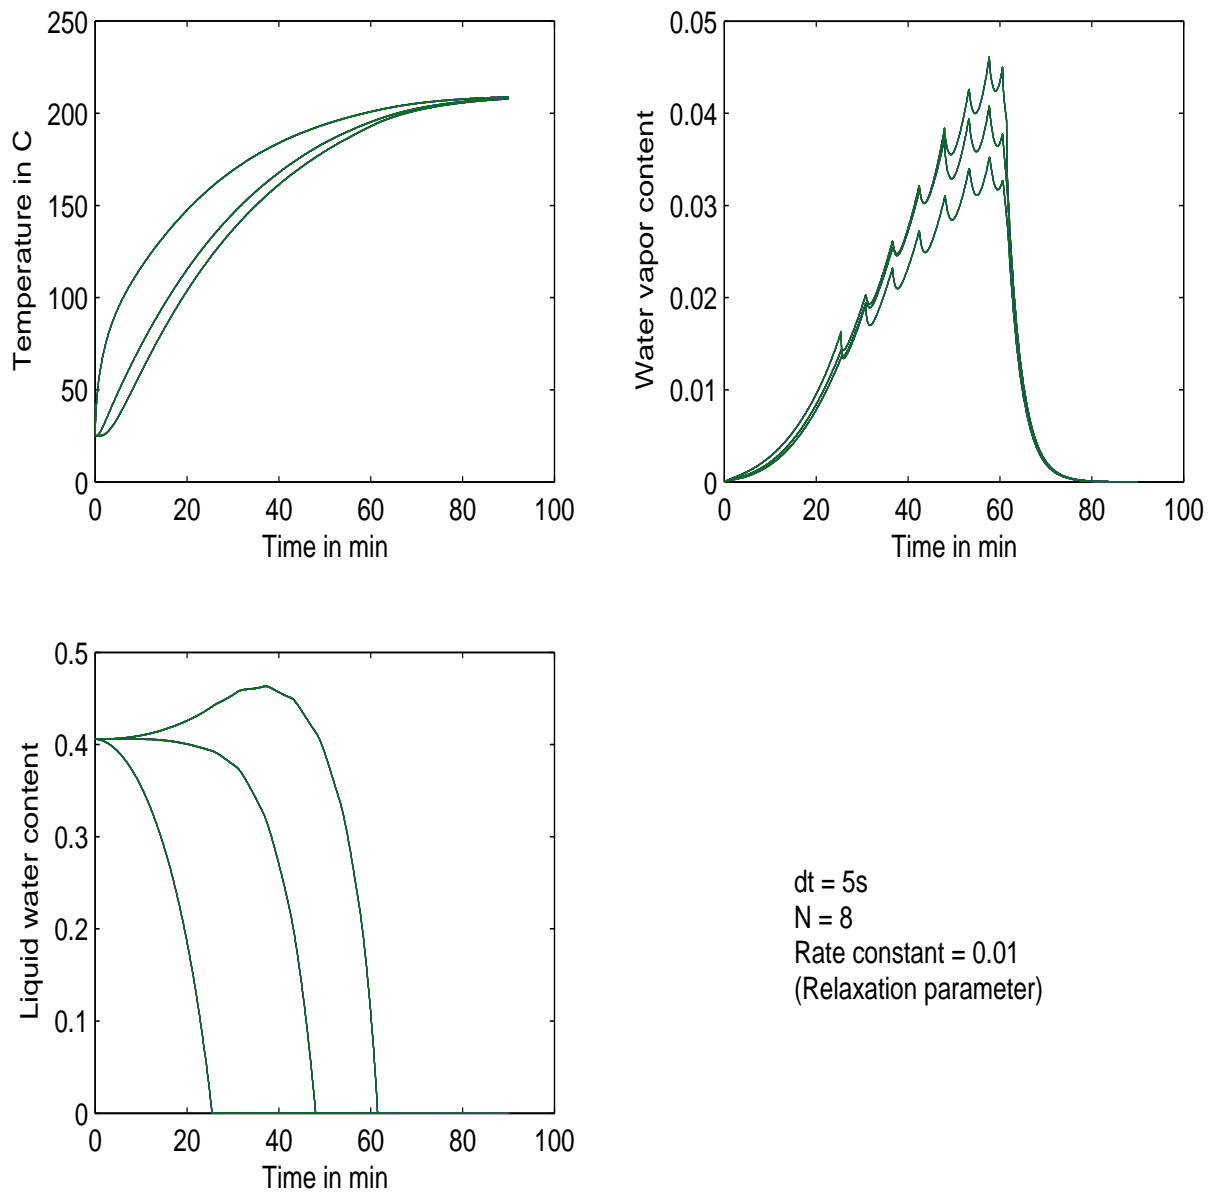 250
200
150
100
50
0
0 20 40 60 80 100
Temperature in C
Time in min
0.05
0.04
0.03
0.02
0.01
0
0 20 40 60 80 100
Water vapor content
Time in min
0.5
0.4
0.3
0.2
0.1
0
0 20 40 60 80 100
Liquid water content
Time in min
dt = 5s
N = 8
Rate constant = 0.01
(Relaxation parameter)